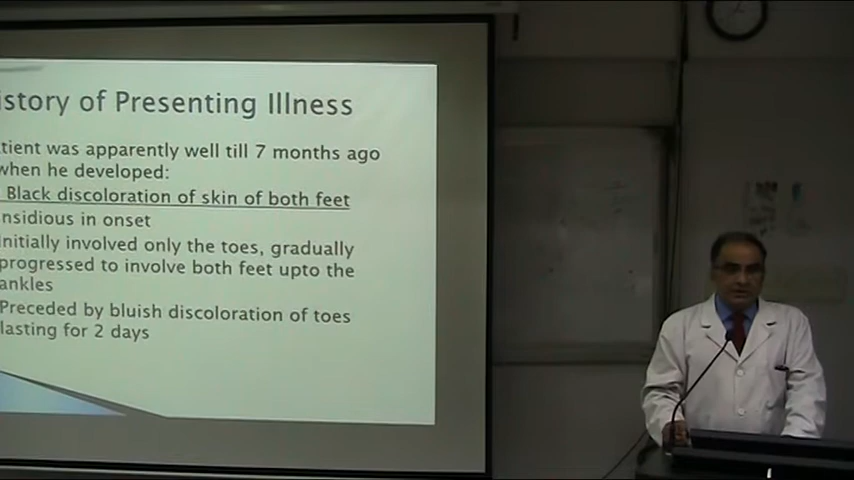 istory of Presenting Illness
tient was apparently well till 7 months ago
when he developed:
Black discoloration of skin of both feet
nsidious in onset
Initially involved only the toes, gradually
progressed to involve both feet upto the
ankles
Preceded by bluish discoloration of toes
lasting for 2 days